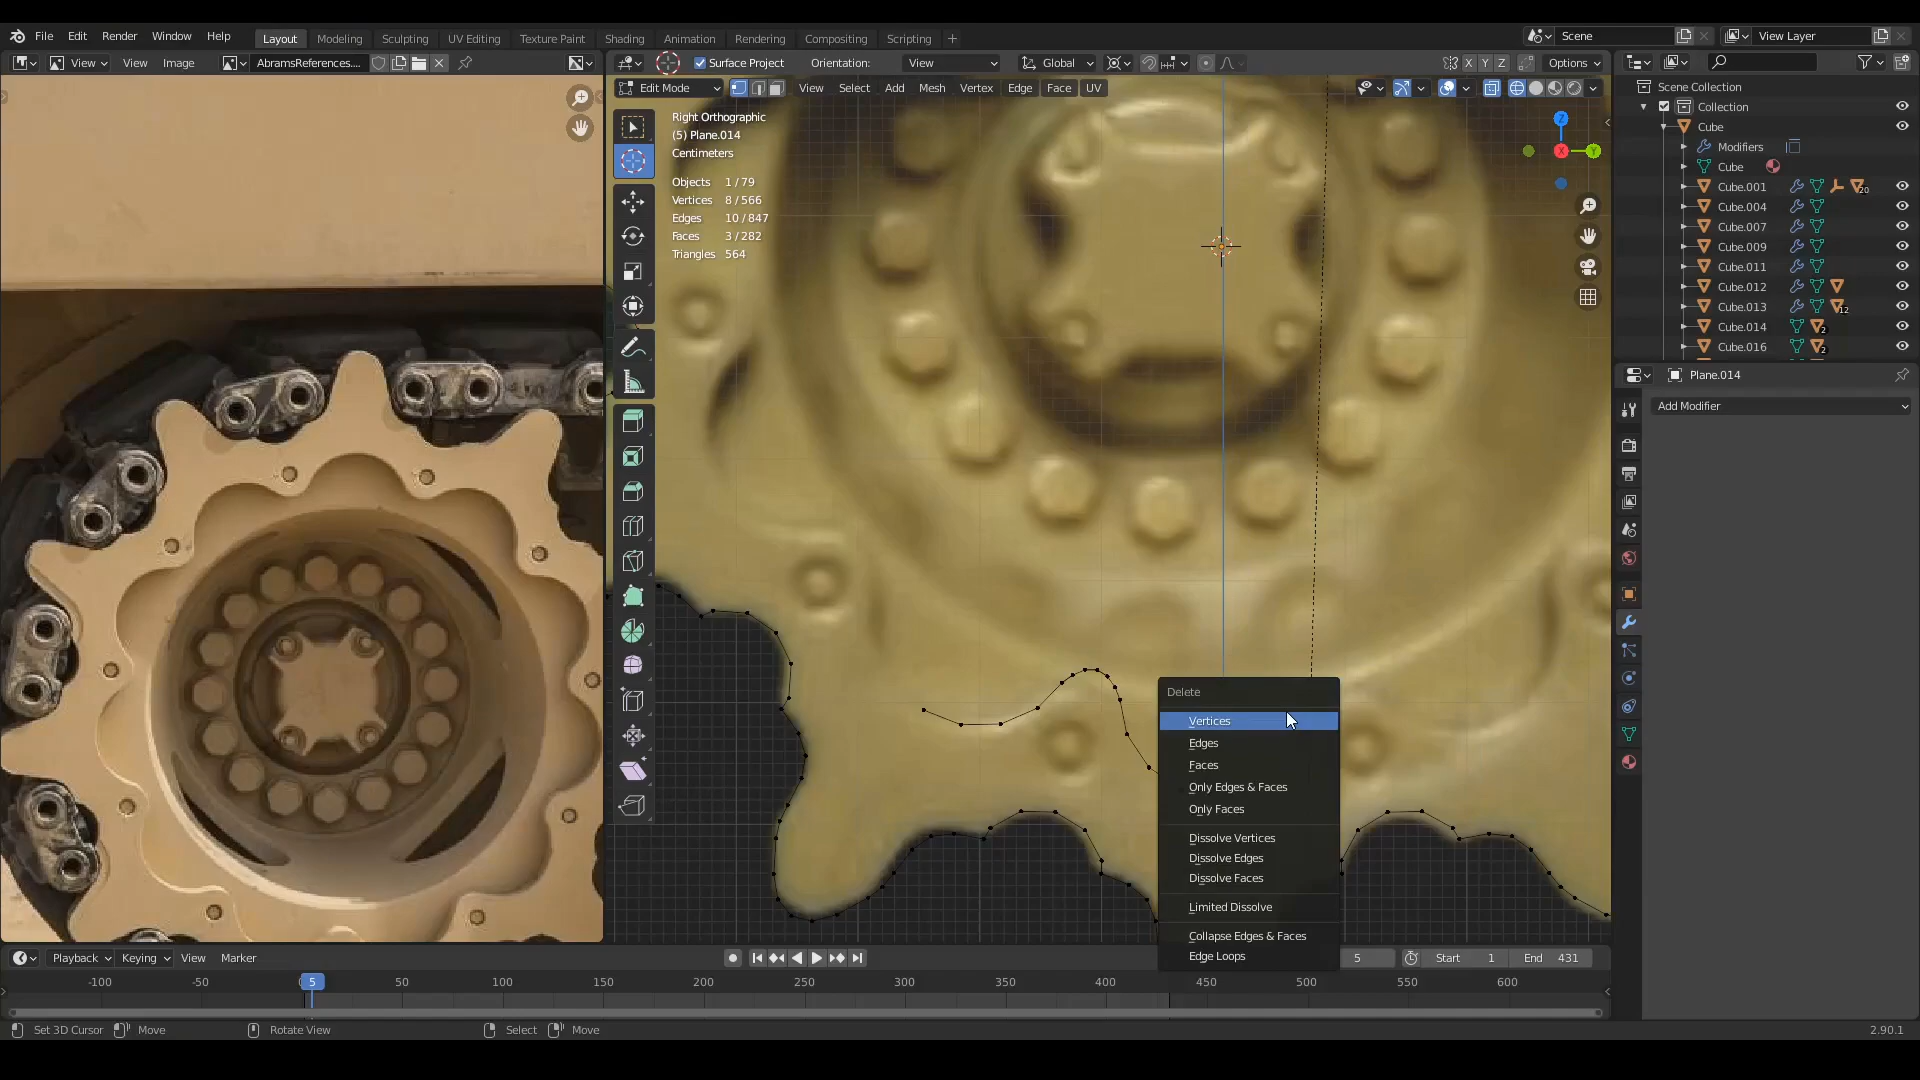 File Edit Render Window Help Layout Modeling Sculpting UV Editing Texture Paint Shading Animation Rendering Compositing Scripting Scene View Layer
View View Image AbramsReferences.... Surface Project Orientation: View Global X Y Z Options
Edit Mode View Select Add Mesh Vertex Edge Face UV
Right Orthographic
(5) Plane.014
Centimeters
Objects 1 / 79
Vertices 8 / 566
Edges 10 / 847
Faces 3 / 282
Triangles 564
Z
X
Y
Scene Collection
Collection
Cube
Modifiers
Cube
Cube.001 20
Cube.004
Cube.007
Cube.009
Cube.011
Cube.012
Cube.013 12
Cube.014 2
Cube.016 2
Plane.014
Add Modifier
Delete
Vertices
Edges
Faces
Only Edges & Faces
Only Faces
Dissolve Vertices
Dissolve Edges
Dissolve Faces
Limited Dissolve
Collapse Edges & Faces
Edge Loops
Playback Keying View Marker 5 Start 1 End 431
-100 -50 5 50 100 150 200 250 300 350 400 450 500 550 600
Set 3D Cursor Move Rotate View Select Move 2.90.1